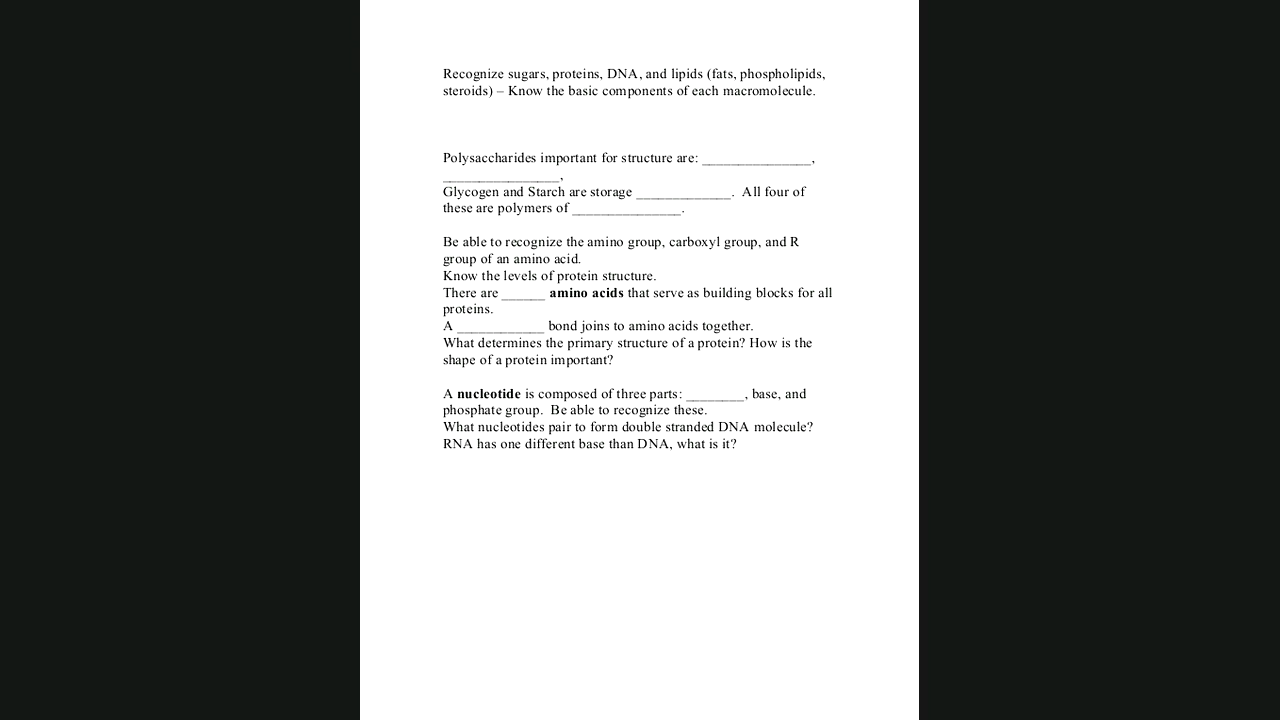 Recognize sugars, proteins, DNA, and lipids (fats, phospholipids,
steroids) – Know the basic components of each macromolecule.
Polysaccharides important for structure are: _______________,
________________,
Glycogen and Starch are storage _____________.  All four of
these are polymers of _______________.
Be able to recognize the amino group, carboxyl group, and R
group of an amino acid.
Know the levels of protein structure.
There are ______ amino acids that serve as building blocks for all
proteins.
A ____________ bond joins to amino acids together.
What determines the primary structure of a protein? How is the
shape of a protein important?
A nucleotide is composed of three parts: ________, base, and
phosphate group.  Be able to recognize these.
What nucleotides pair to form double stranded DNA molecule?
RNA has one different base than DNA, what is it?